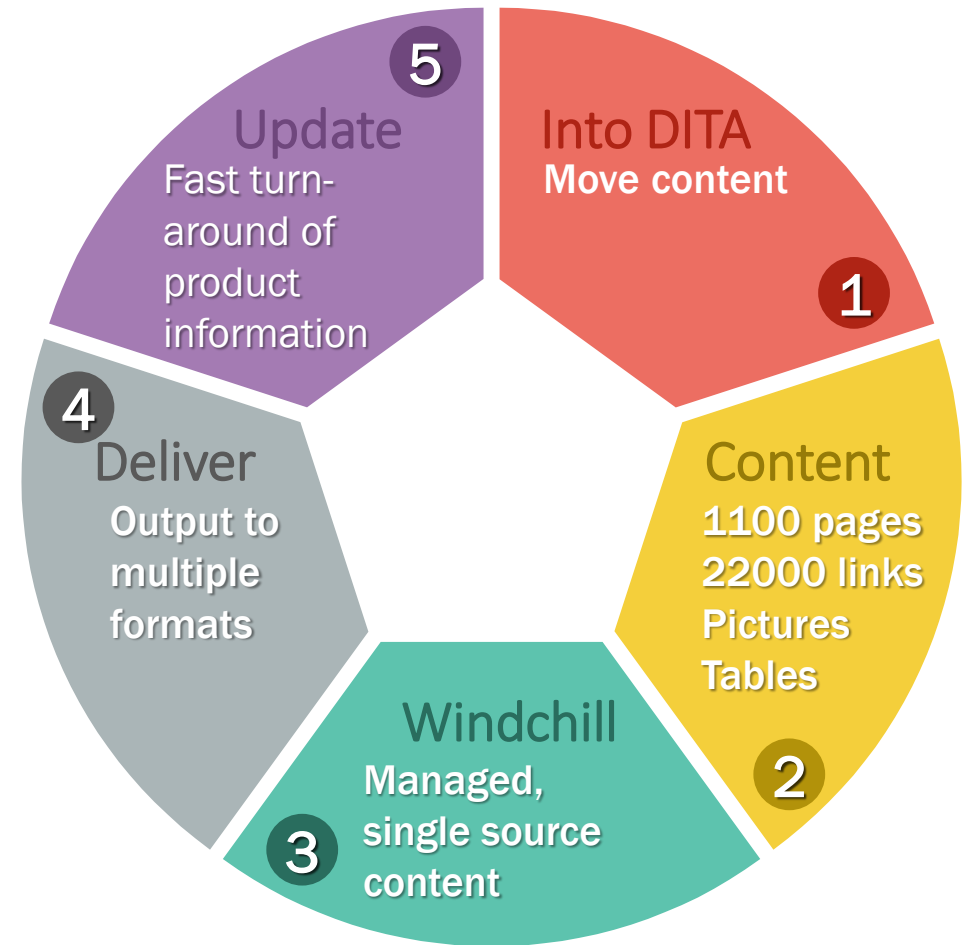 Into DITA
Move content
1
Content
1100 pages
22000 links
Pictures
Tables
2
Windchill
Managed,
single source
content
3
4
Deliver
Output to
multiple
formats
5
Update
Fast turn-
around of
product
information